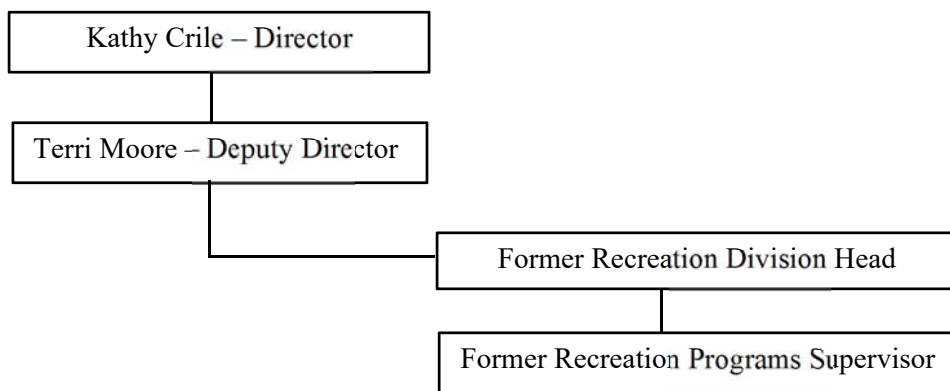 Kathy Crile – Director
Terri Moore – Deputy Director
Former Recreation Division Head
Former Recreation Programs Supervisor